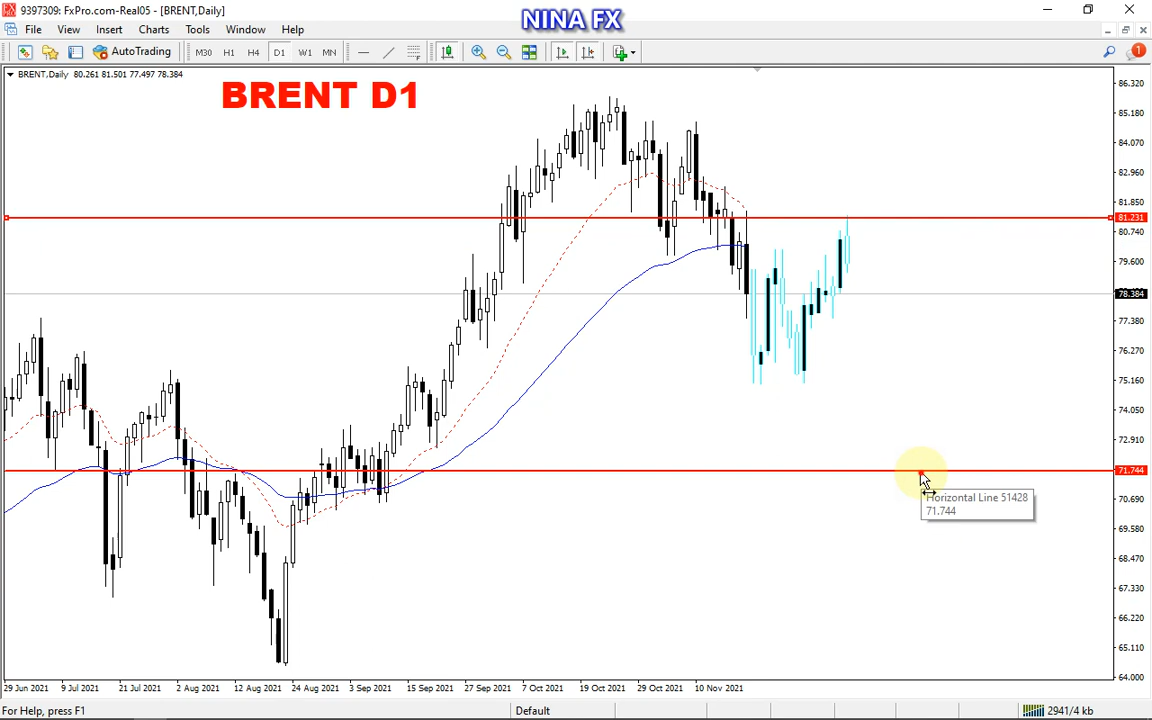 9397309: FxPro.com-Real05 - [BRENT,Daily]
NINA FX
File View Insert Charts Tools Window Help
AutoTrading M30 H1 H4 D1 W1 MN 1
BRENT,Daily 80.261 81.501 77.497 78.384
BRENT D1
86.320
85.180
84.070
82.960
81.850
81.231
80.740
79.600
78.384
77.380
76.270
75.160
74.050
72.910
71.744
Horizontal Line 51428
71.744
70.690
69.580
68.470
67.330
66.220
65.110
64.000
29 Jun 2021 9 Jul 2021 21 Jul 2021 2 Aug 2021 12 Aug 2021 24 Aug 2021 3 Sep 2021 15 Sep 2021 27 Sep 2021 7 Oct 2021 19 Oct 2021 29 Oct 2021 10 Nov 2021
For Help, press F1 Default 2941/4 kb